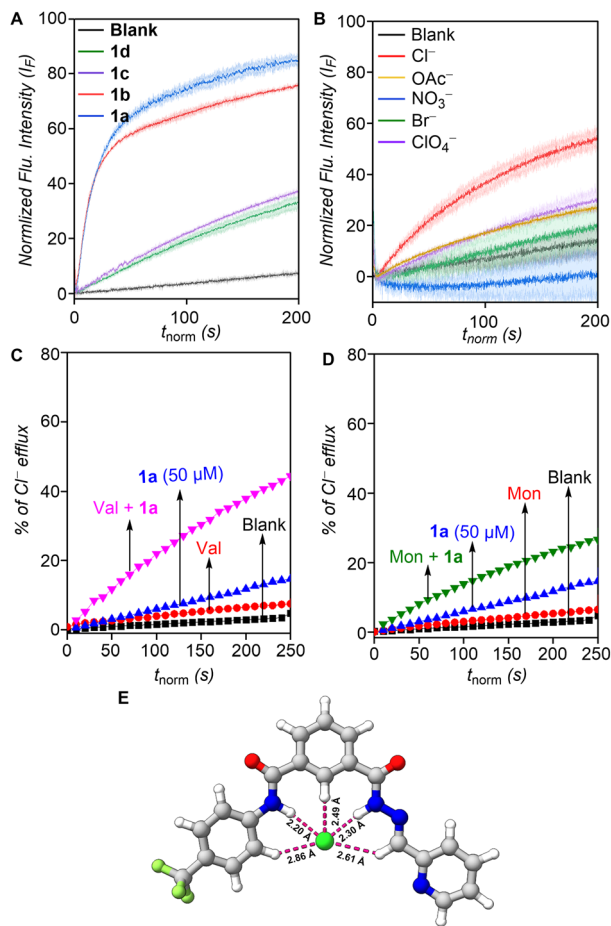 A
Normlized Flu. Intensity (IF)
100
80
60
40
20
0
Blank
1d
1c
1b
1a
0
100
200
tnorm (s)
B
Normlized Flu. Intensity (IF)
100
80
60
40
20
0
Blank
Cl⁻
OAc⁻
NO₃⁻
Br⁻
ClO₄⁻
0
100
200
tnorm (s)
C
% of Cl⁻ efflux
80
60
40
20
0
1a (50 μM)
Val + 1a
Blank
Val
0 50 100 150 200 250
tnorm (s)
D
% of Cl⁻ efflux
80
60
40
20
0
Blank
Mon
1a (50 μM)
Mon + 1a
0 50 100 150 200 250
tnorm (s)
E
2.49 Å
2.20 Å
2.30 Å
2.86 Å
2.61 Å